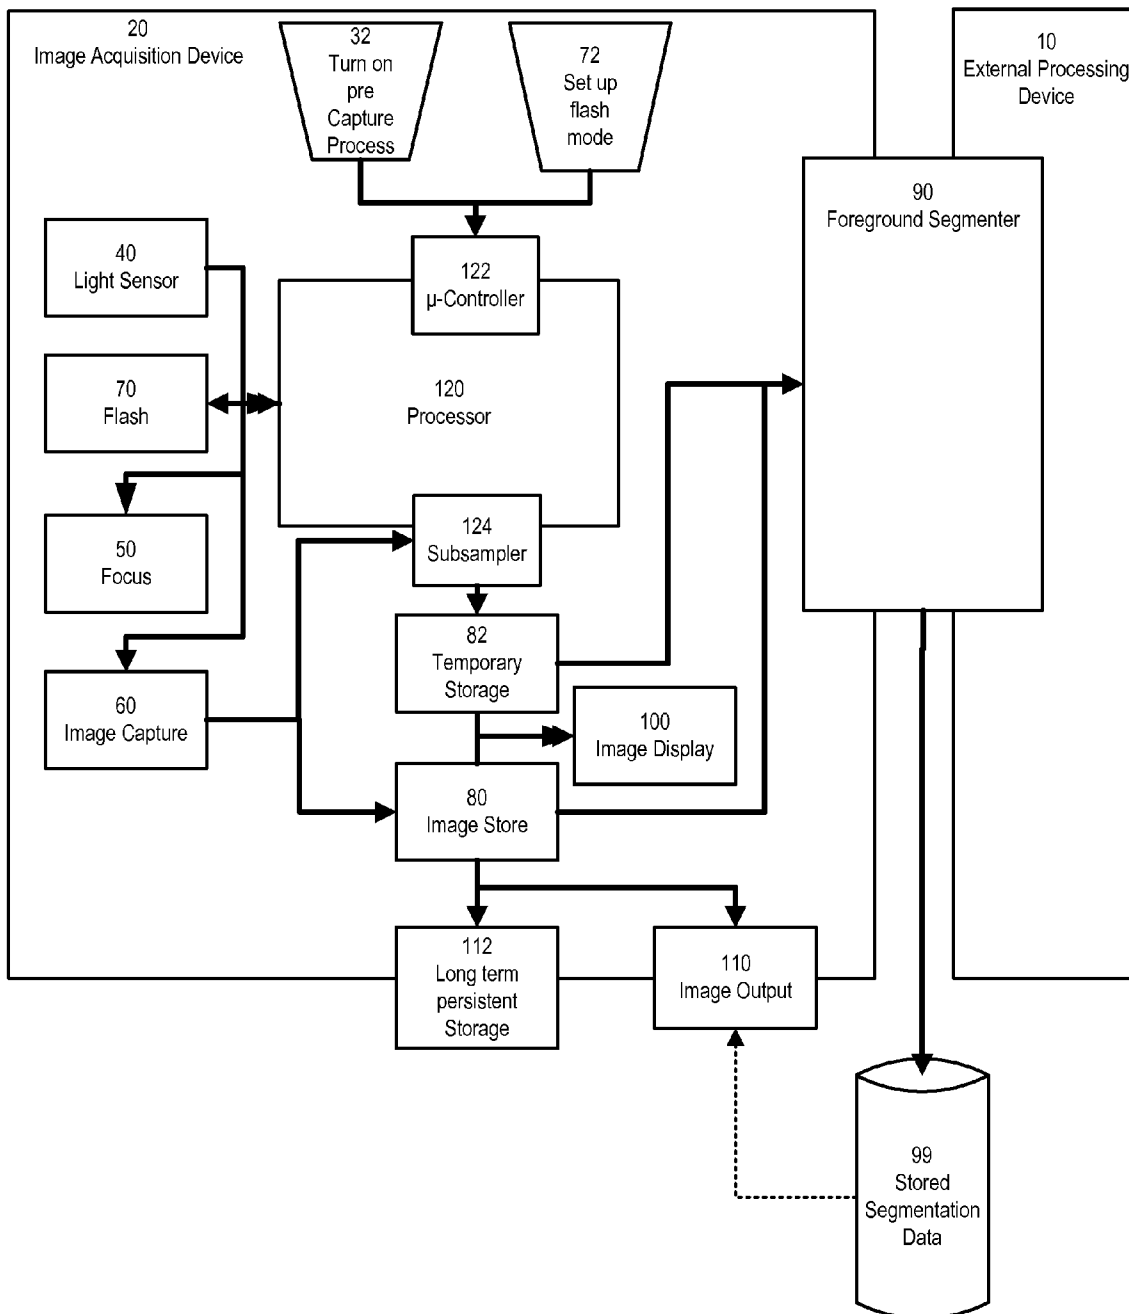 20
Image Acquisition Device
32
Turn on
pre
Capture
Process
72
Set up
flash
mode
10
External Processing
Device
90
Foreground Segmenter
40
Light Sensor
122
µ-Controller
70
Flash
120
Processor
50
Focus
124
Subsampler
82
Temporary
Storage
60
Image Capture
100
Image Display
80
Image Store
112
Long term
persistent
Storage
110
Image Output
99
Stored
Segmentation
Data